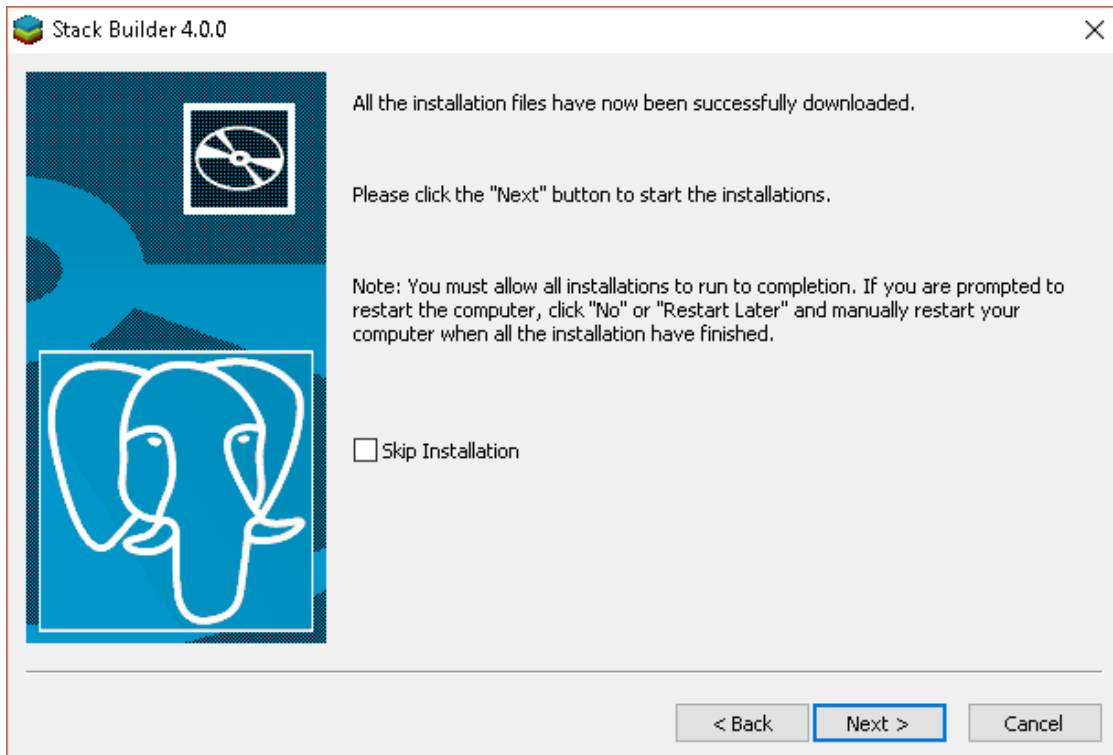 Stack Builder 4.0.0
All the installation files have now been successfully downloaded.
Please click the "Next" button to start the installations.
Note: You must allow all installations to run to completion. If you are prompted to
restart the computer, click "No" or "Restart Later" and manually restart your
computer when all the installation have finished.
Skip Installation
< Back
Next >
Cancel